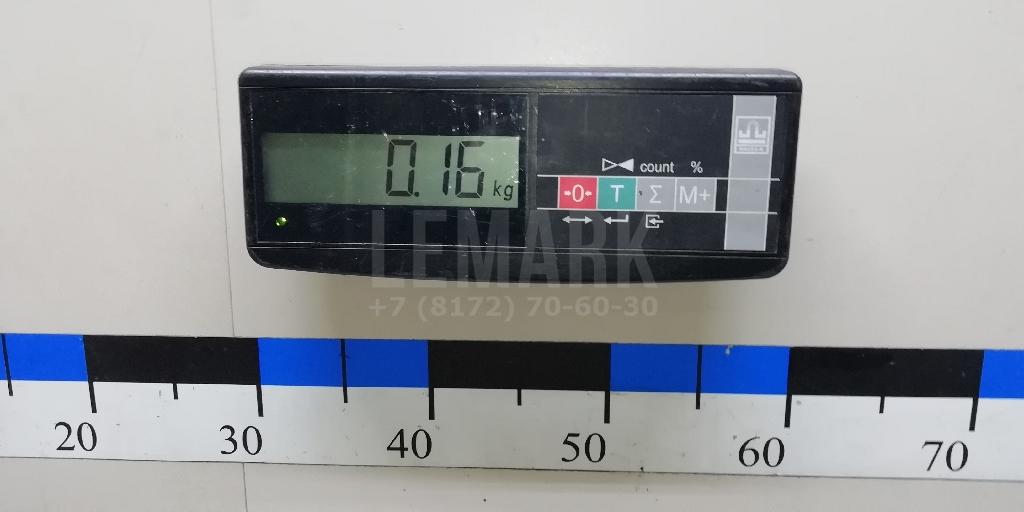 0.16 kg
count %
→0← T Σ M+
LEMARK
+7 (8172) 70-60-30
20 30 40 50 60 70